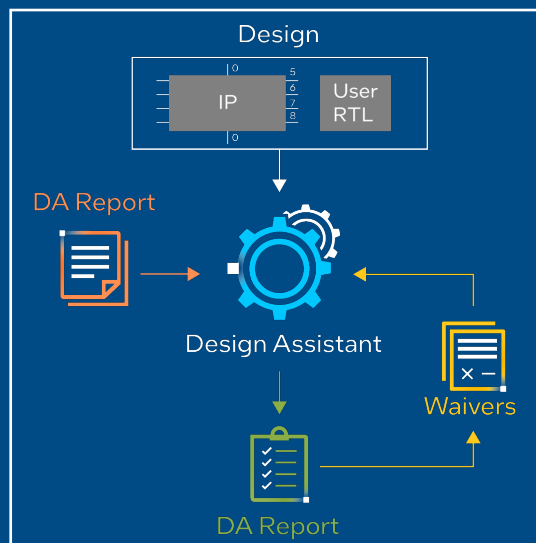 Design
0
5
6
7
8
IP
User
RTL
0
DA Report
Design Assistant
Waivers
DA Report